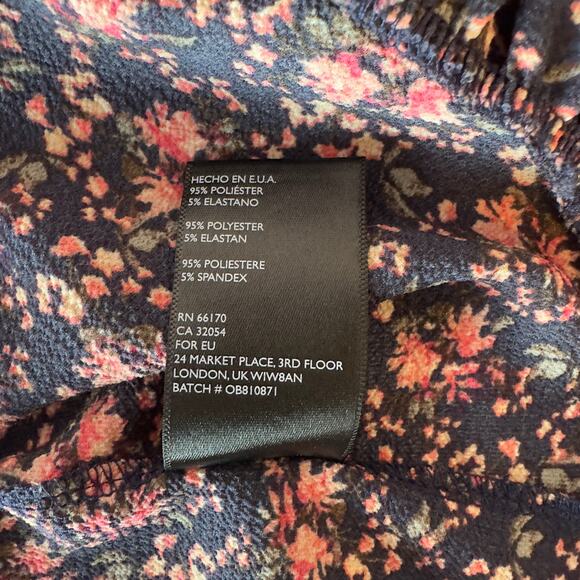 HECHO EN E.U.A.
95% POLIÉSTER
5% ELASTANO
95% POLYESTER
5% ELASTAN
95% POLIESTERE
5% SPANDEX
RN 66170
CA 32054
FOR EU
24 MARKET PLACE, 3RD FLOOR
LONDON, UK WIW8AN
BATCH # OB810871